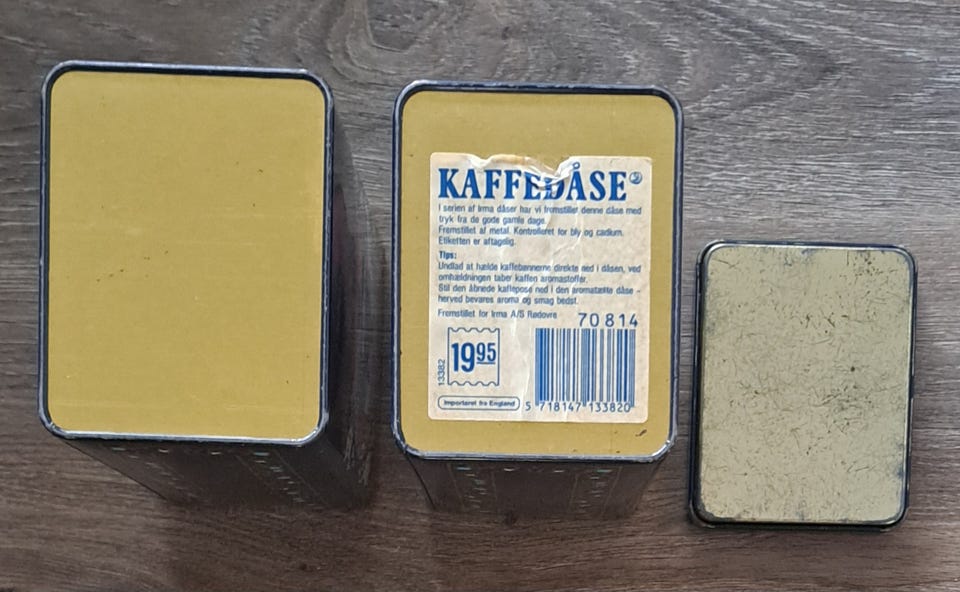 KAFFEDÅSE
I serien af Irma dåser har vi fremstillet denne dåse med
tryk fra de gode gamle dage.
Fremstillet af metal. Kontrolleret for bly og cadium.
Etiketten er aftagelig.
Tips:
Undlad at hælde kaffebønnerne direkte ned i dåsen, ved
omhældningen taber kaffen aromastoffer.
Stil den åbnede kaffepose ned i den aromatætte dåse -
herved bevares aroma og smag bedst.
Fremstillet for Irma A/S Rødovre
70814
13382
19 95
Importeret fra England
5 718147 133820